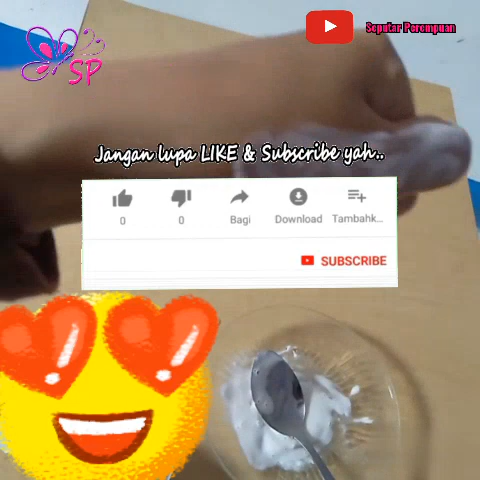 Seputar Perempuan
SP
Jangan lupa LIKE & Subscribe yah..
0
0
Bagi
Download
Tambahk...
SUBSCRIBE